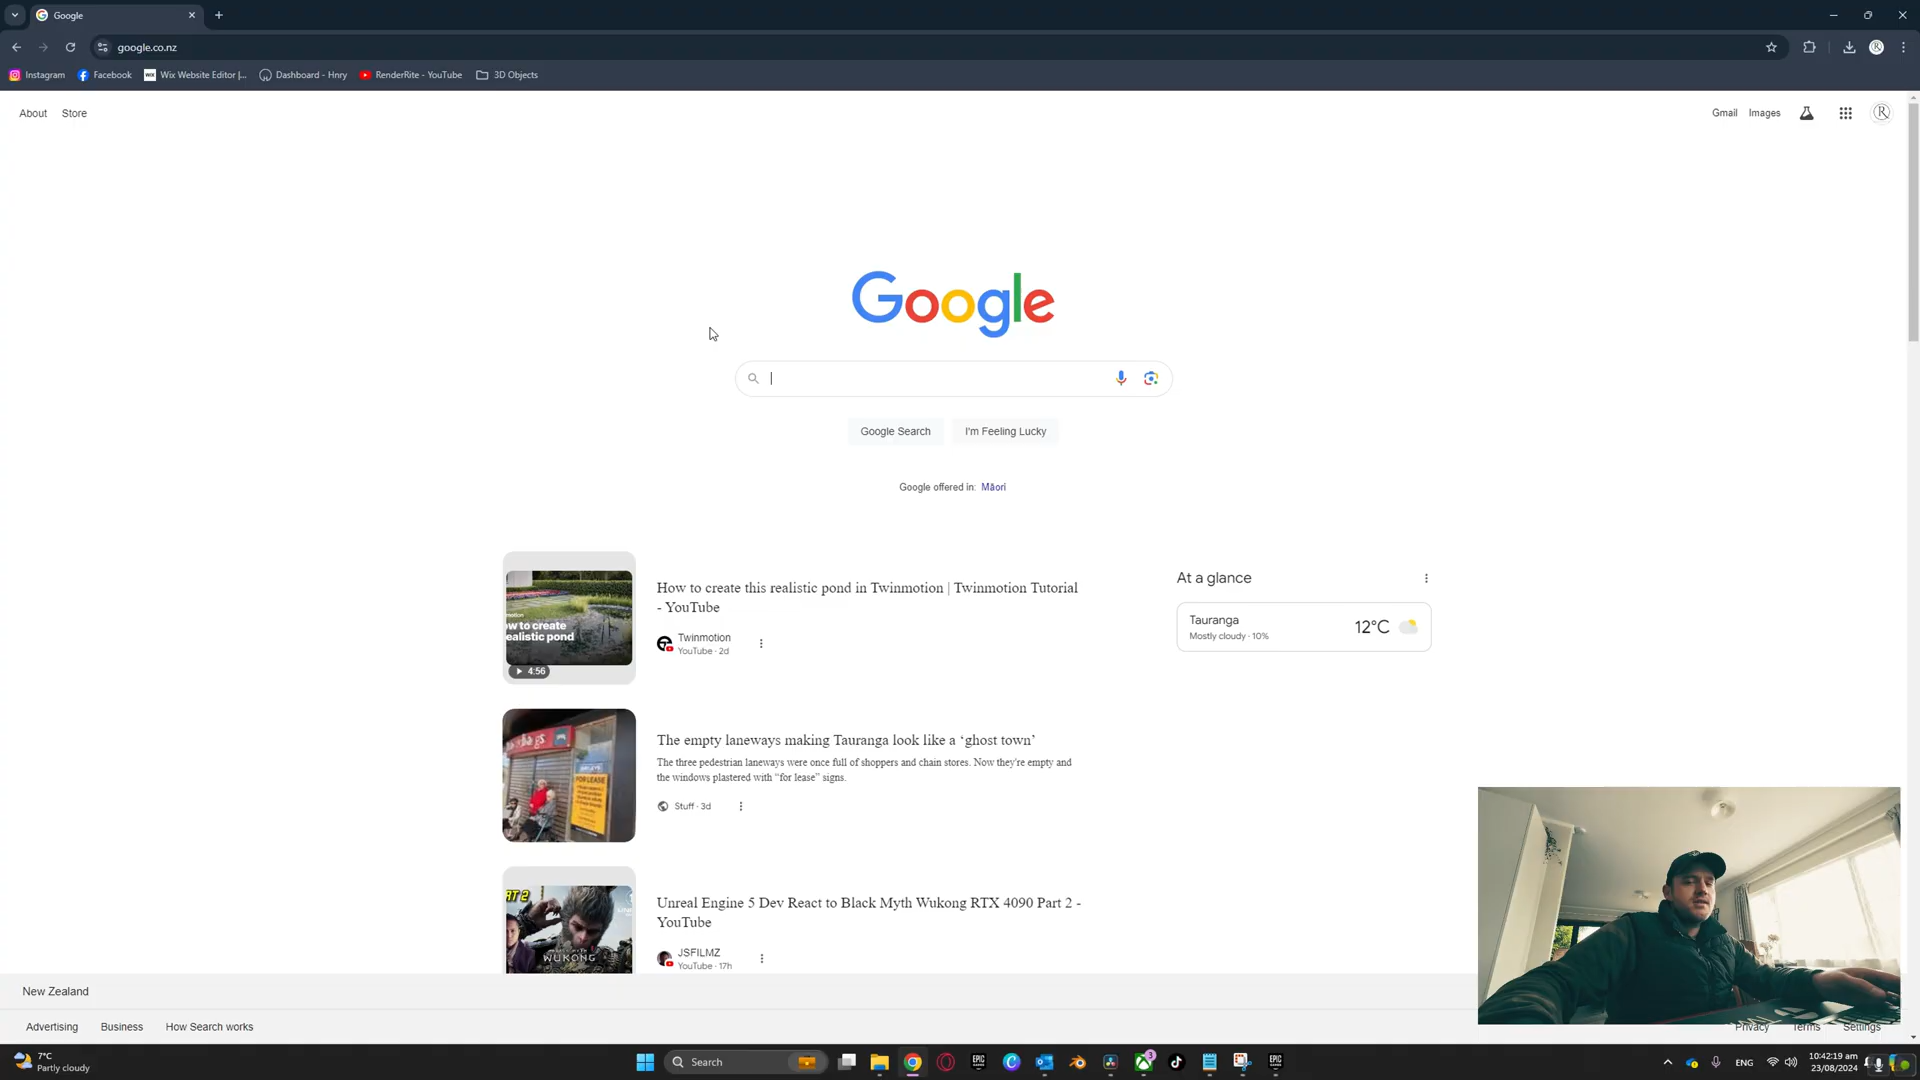 Google
google.co.nz
Instagram
Facebook
Wix Website Editor |...
Dashboard - Hnry
RenderRite - YouTube
3D Objects
About
Store
Gmail
Images
Google
Google Search
I'm Feeling Lucky
Google offered in: Māori
How to create this realistic pond in Twinmotion | Twinmotion Tutorial
- YouTube
Twinmotion
YouTube · 2d
4:56
At a glance
Tauranga
Mostly cloudy · 10%
12°C
The empty laneways making Tauranga look like a ‘ghost town’
The three pedestrian laneways were once full of shoppers and chain stores. Now they're empty and
the windows plastered with “for lease” signs.
Stuff · 3d
FOR LEASE
Unreal Engine 5 Dev React to Black Myth Wukong RTX 4090 Part 2 -
YouTube
JSFILMZ
YouTube · 17h
WUKONG
New Zealand
Advertising
Business
How Search works
Privacy
Terms
Settings
7°C
Partly cloudy
Search
3
ENG
10:42:19 am
23/08/2024